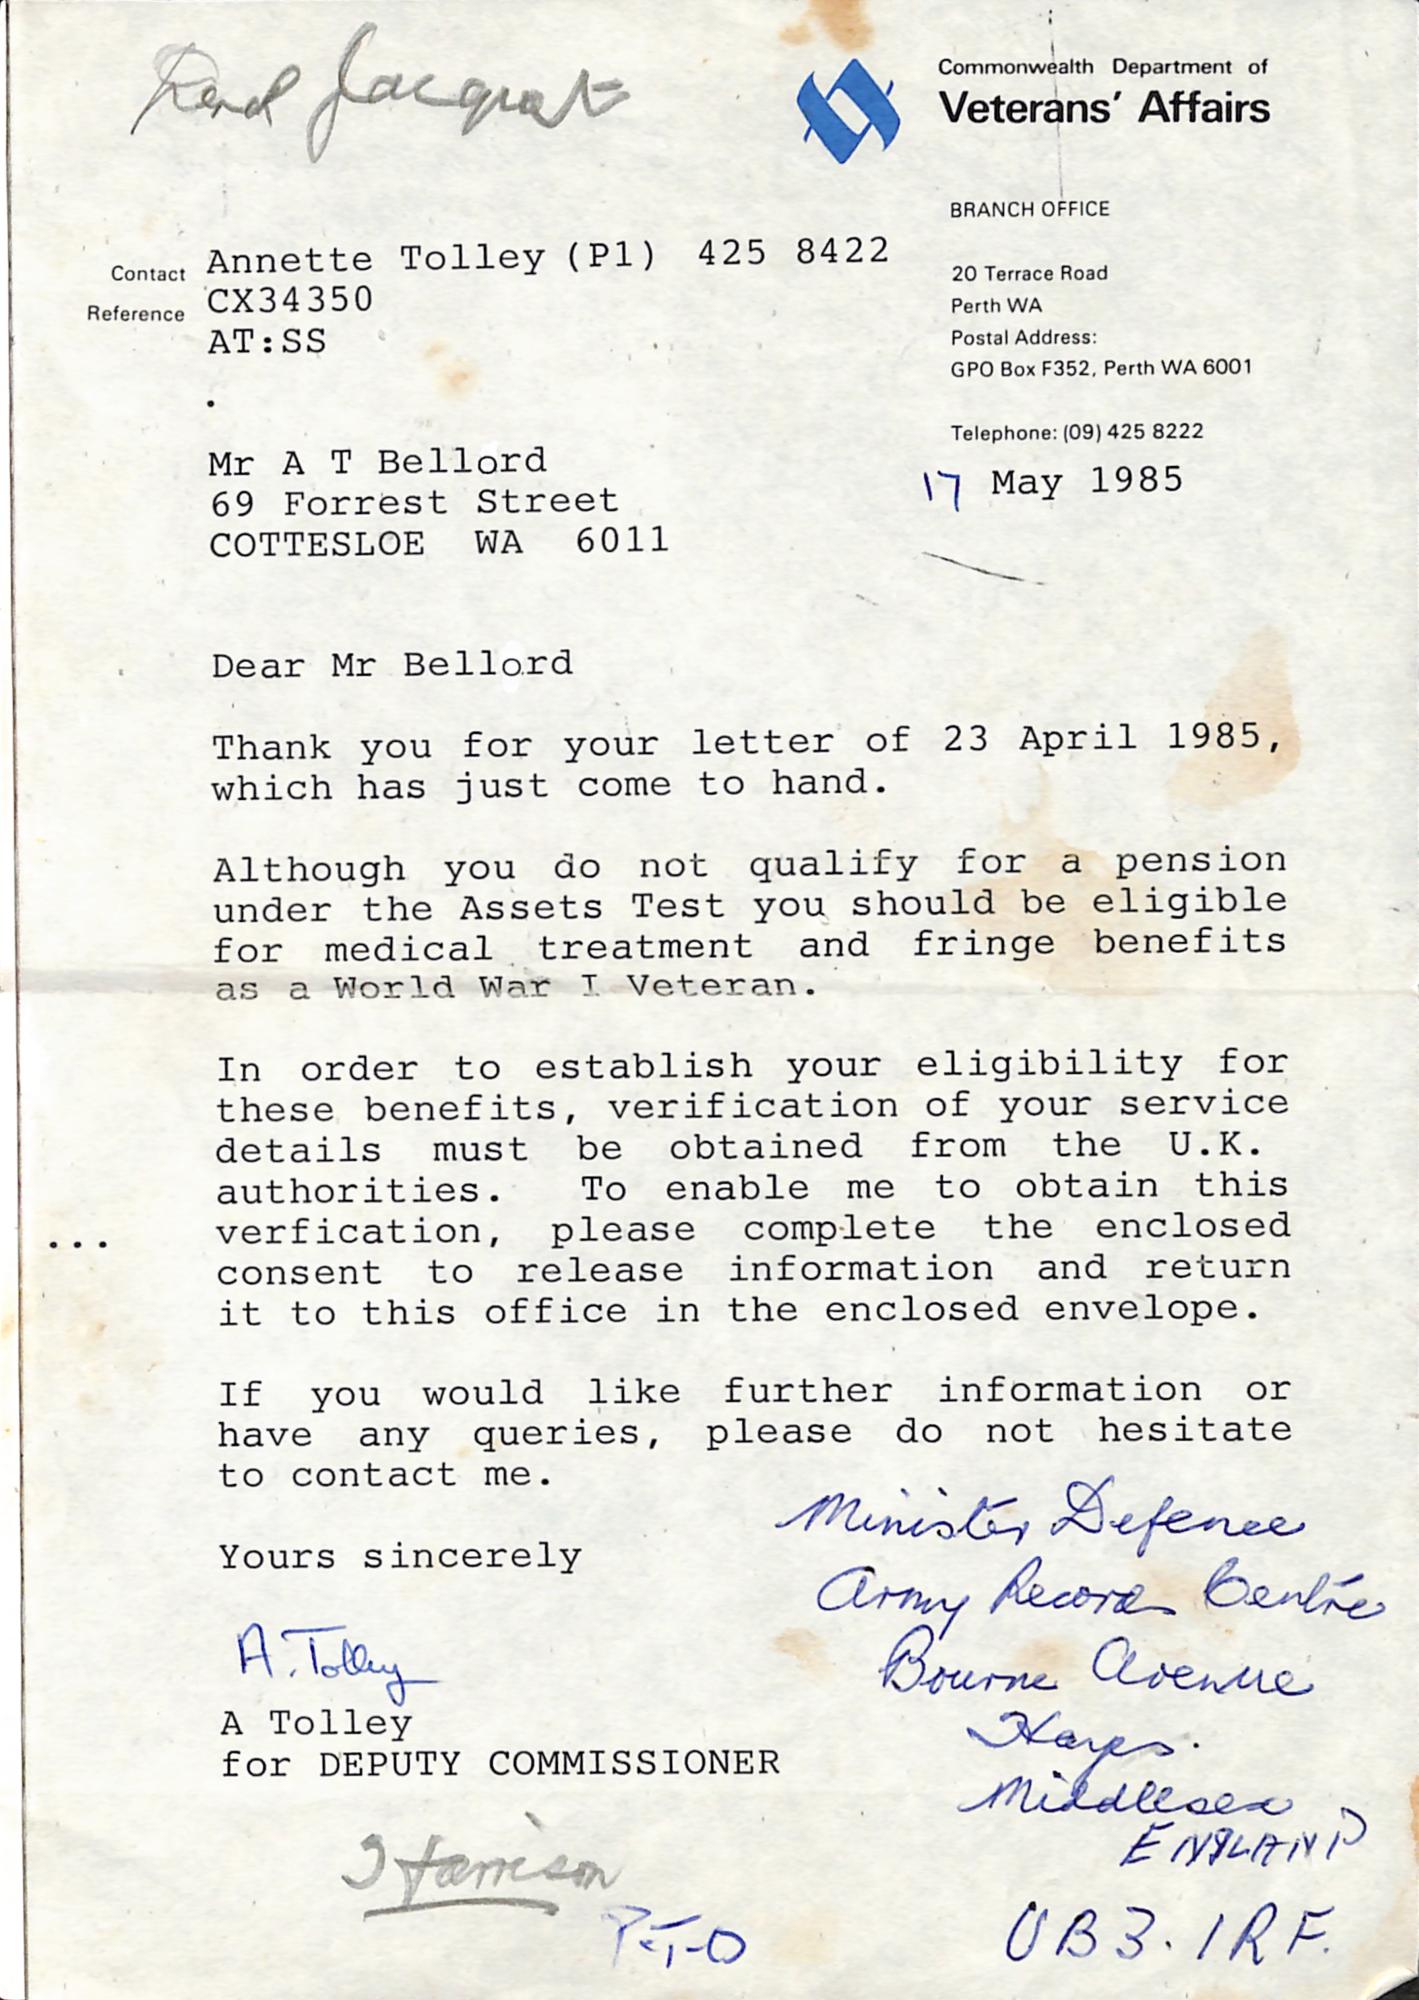 Commonwealth Department of
Veterans' Affairs
BRANCH OFFICE
20 Terrace Road
Perth WA
Postal Address:
GPO Box F352, Perth WA 6001
Telephone: (09) 425 8222
17 May 1985
Contact Annette Tolley (P1) 425 8422
Reference CX34350
AT:SS
Mr A T Bellord
69 Forrest Street
COTTESLOE WA 6011
Dear Mr Bellord
Thank you for your letter of 23 April 1985,
which has just come to hand.
Although you do not qualify for a pension
under the Assets Test you should be eligible
for medical treatment and fringe benefits
as a World War I Veteran.
In order to establish your eligibility for
these benefits, verification of your service
details must be obtained from the U.K.
authorities. To enable me to obtain this
... verfication, please complete the enclosed
consent to release information and return
it to this office in the enclosed envelope.
If you would like further information or
have any queries, please do not hesitate
to contact me.
Yours sincerely
A. Tolley
A Tolley
for DEPUTY COMMISSIONER
Minister Defence
Army Records Centre
Bourne Avenue
Hayes.
Middlesex
ENGLAND
UB3.1RF.
Harrison
P.T.O